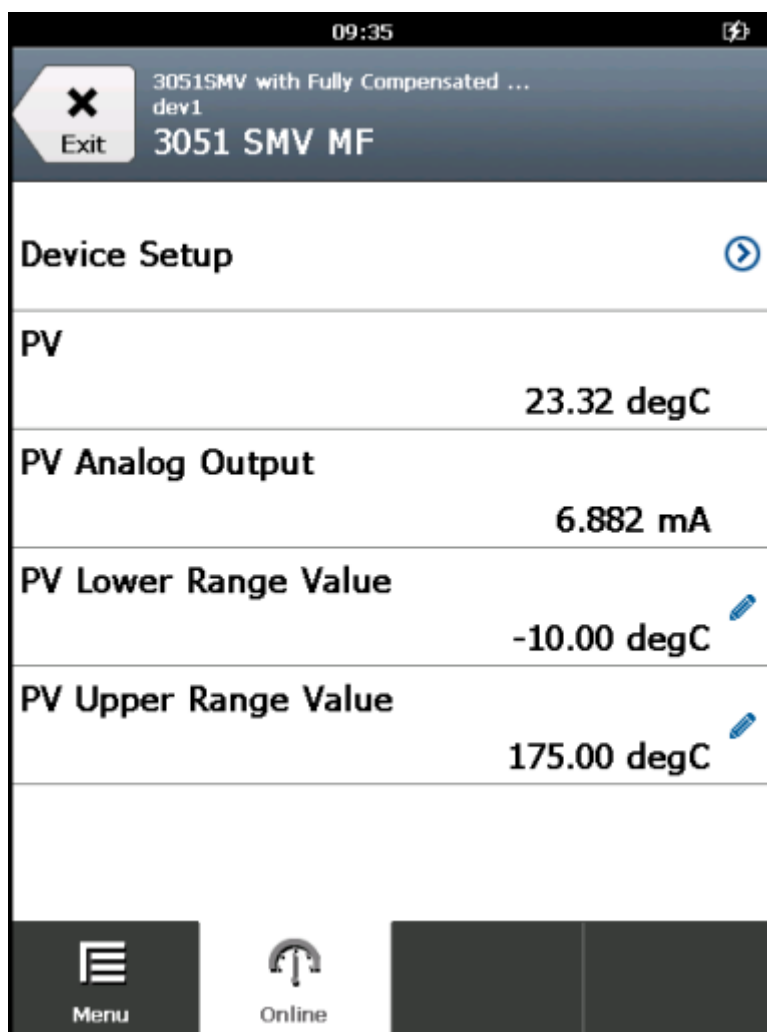 09:35
3051SMV with Fully Compensated ...
dev1
3051 SMV MF
Exit
Device Setup
PV
23.32 degC
PV Analog Output
6.882 mA
PV Lower Range Value
-10.00 degC
PV Upper Range Value
175.00 degC
Menu
Online